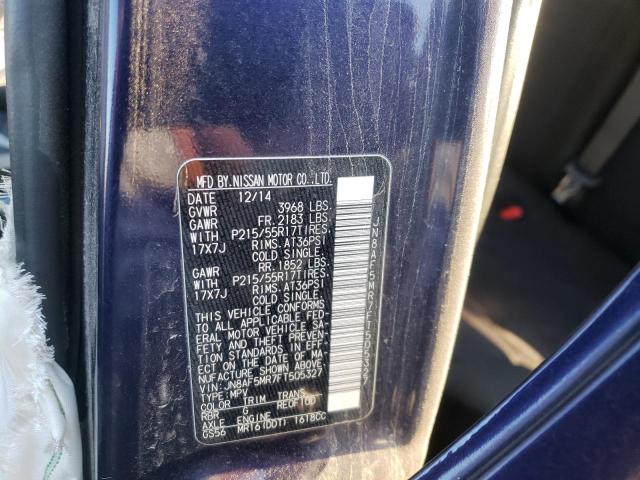 MFD BY.NISSAN MOTOR CO.,LTD.
DATE 12/14
GVWR 3968 LBS.
GAWR FR.2183 LBS.
WITH P215/55R17TIRES,
17X7J RIMS,AT36PSI
COLD SINGLE,
GAWR RR.1852 LBS.
WITH P215/55R17TIRES,
17X7J RIMS,AT36PSI
COLD SINGLE,
THIS VEHICLE CONFORMS
TO ALL APPLICABLE FED-
ERAL MOTOR VEHICLE SA-
FETY AND THEFT PREVEN-
TION STANDARDS IN EFF-
ECT ON THE DATE OF MA-
NUFACTURE SHOWN ABOVE.
VIN:JN8AF5MR7FT505327
TYPE:MPV
COLOR TRIM TRANS
RBN G RE0F10D
AXLE ENGINE
GS56 MR16(DDT) 1618CC
JN8AF5MR7FT505327